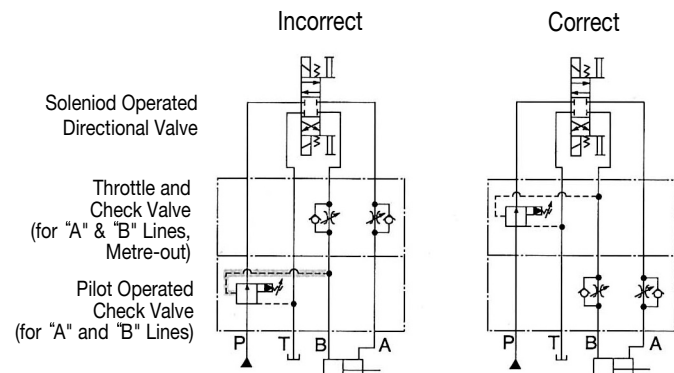 Incorrect
Correct
Soleniod Operated
Directional Valve
Throttle and
Check Valve
(for “A" & “B" Lines,
Metre-out)
Pilot Operated
Check Valve
(for “A" and “B" Lines)
P T B A
P T B A